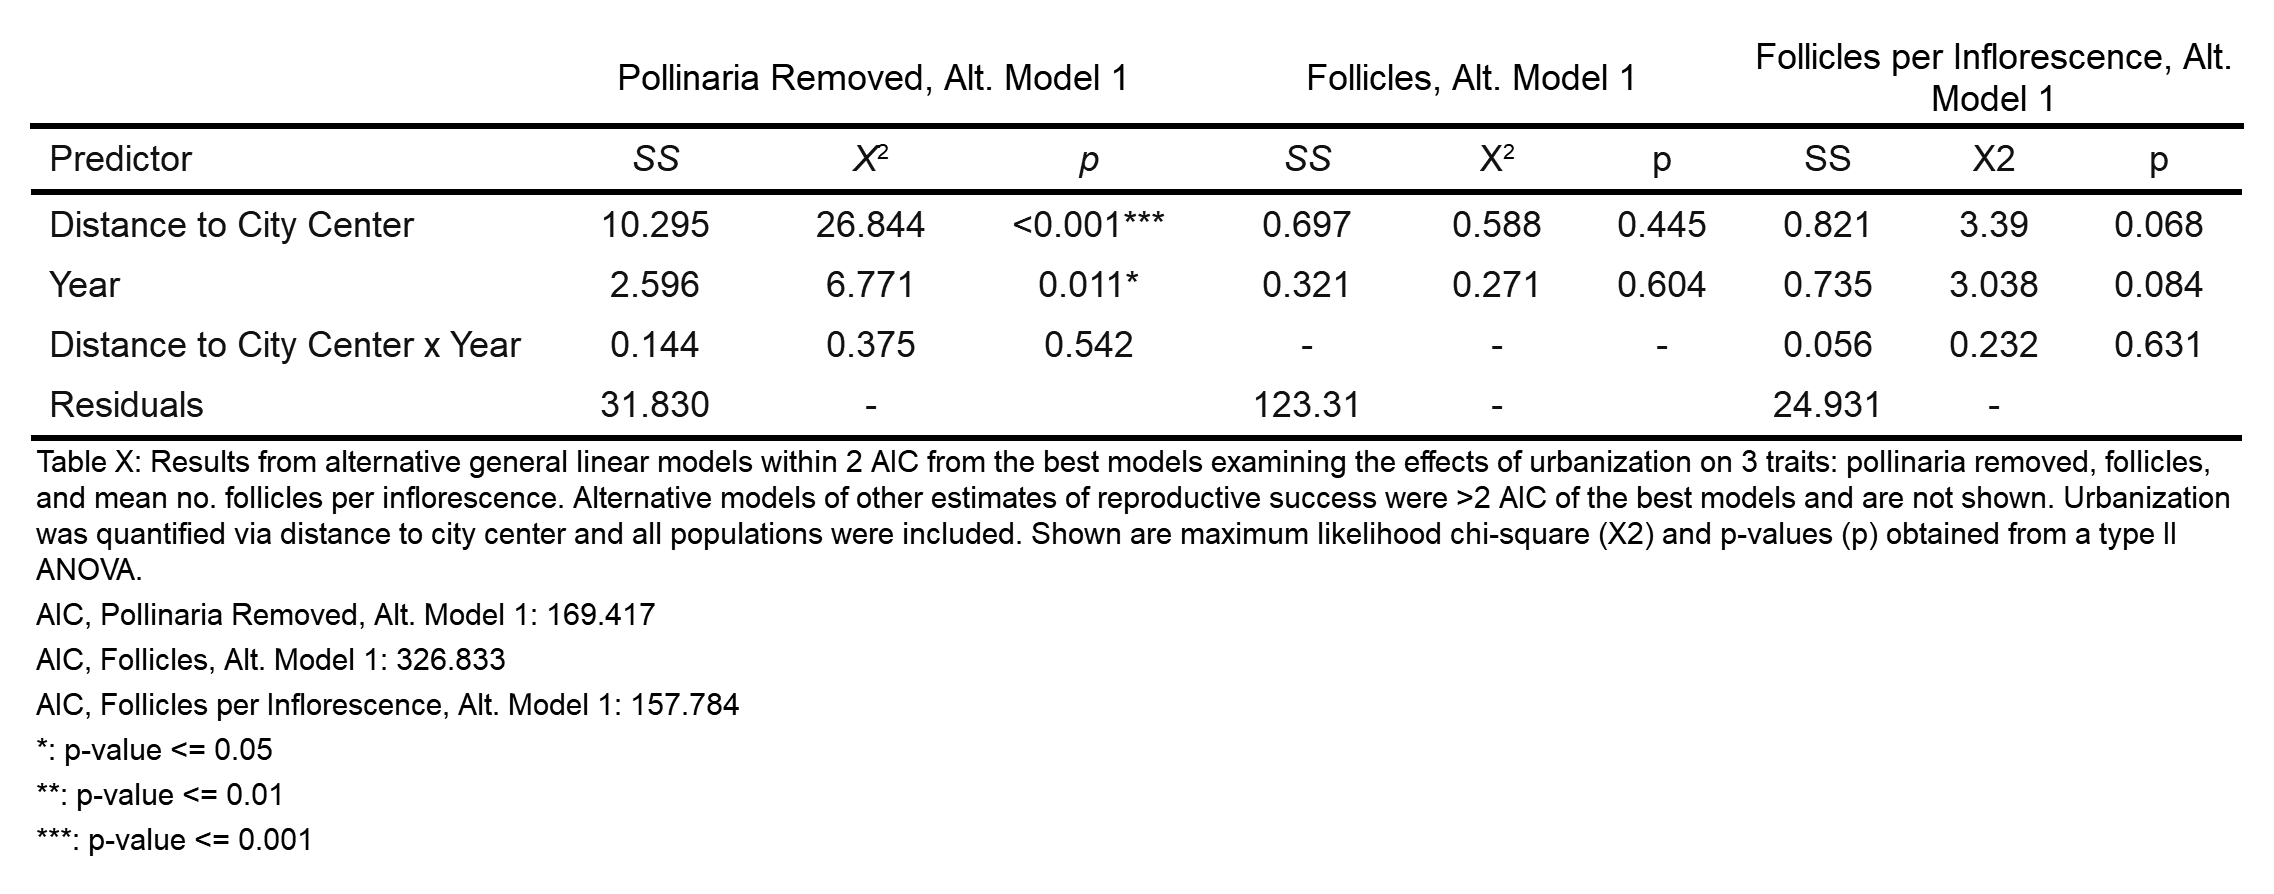 Pollinaria Removed, Alt. Model 1 Follicles, Alt. Model 1 Follicles per Inflorescence, Alt. Model 1
Predictor SS X² p SS X² p SS X2 p
Distance to City Center 10.295 26.844 <0.001*** 0.697 0.588 0.445 0.821 3.39 0.068
Year 2.596 6.771 0.011* 0.321 0.271 0.604 0.735 3.038 0.084
Distance to City Center x Year 0.144 0.375 0.542 - - - 0.056 0.232 0.631
Residuals 31.830 - 123.31 - 24.931 -
Table X: Results from alternative general linear models within 2 AIC from the best models examining the effects of urbanization on 3 traits: pollinaria removed, follicles,
and mean no. follicles per inflorescence. Alternative models of other estimates of reproductive success were >2 AIC of the best models and are not shown. Urbanization
was quantified via distance to city center and all populations were included. Shown are maximum likelihood chi-square (X2) and p-values (p) obtained from a type II
ANOVA.
AIC, Pollinaria Removed, Alt. Model 1: 169.417
AIC, Follicles, Alt. Model 1: 326.833
AIC, Follicles per Inflorescence, Alt. Model 1: 157.784
*: p-value <= 0.05
**: p-value <= 0.01
***: p-value <= 0.001